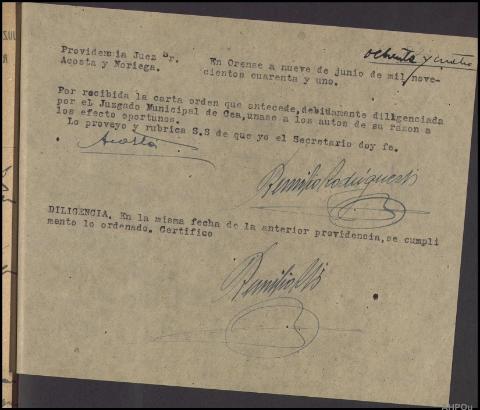 ochenta y cuatro
Providencia Juez Sr.
Acosta y Noriega.
En Orense a nueve de junio de mil nove-
cientos cuarenta y uno.
Por recibida la carta orden que antecede, debidamente diligenciada
por el Juzgado Municipal de Cea, unase a los autos de su razon a
los efecto oportunos.
Lo proveyo y rubrica S.S de que yo el Secretario doy fe.
Acosta
DILIGENCIA. En la misma fecha de la anterior providencia, se cumpli
mento lo ordenado. Certifico
AHPOu